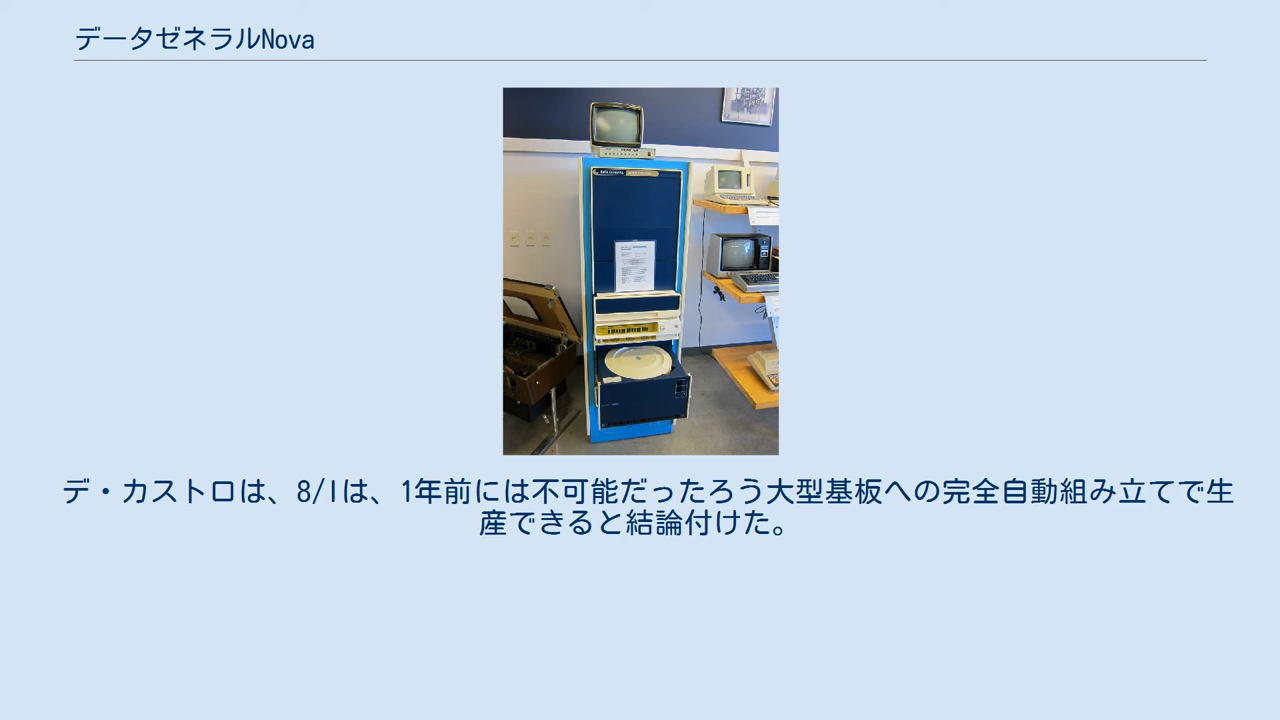 データゼネラルNova
DATA GENERAL
デ・カストロは、8/Iは、1年前には不可能だったろう大型基板への完全自動組み立てで生
産できると結論付けた。